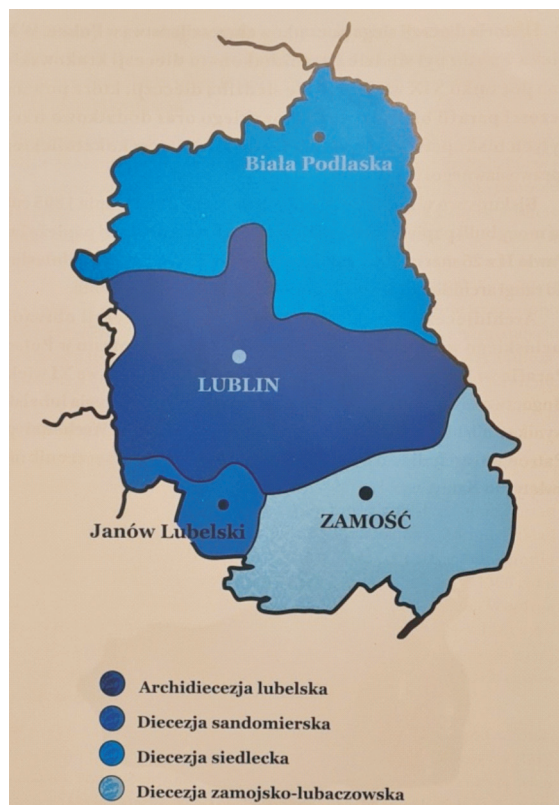 Biała Podlaska
LUBLIN
Janów Lubelski
ZAMOŚĆ
Archidiecezja lubelska
Diecezja sandomierska
Diecezja siedlecka
Diecezja zamojsko-lubaczowska